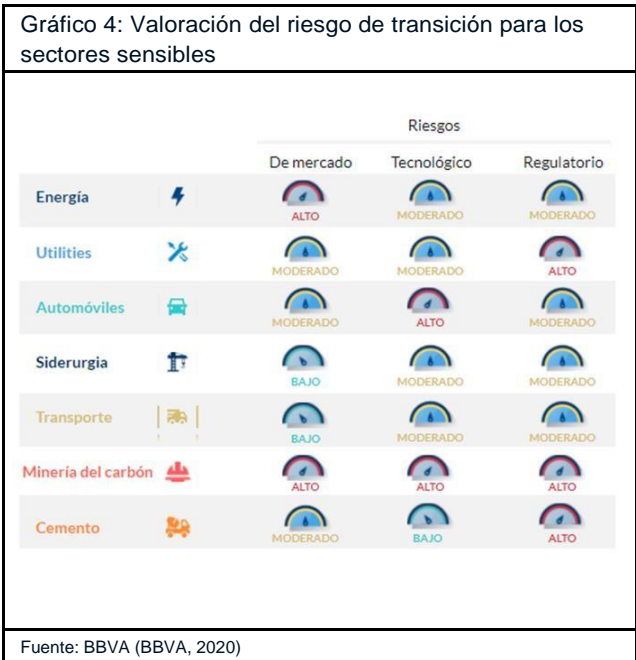 Gráfico 4: Valoración del riesgo de transición para los
sectores sensibles
Riesgos
De mercado Tecnológico Regulatorio
Energía ALTO MODERADO MODERADO
Utilities MODERADO MODERADO ALTO
Automóviles MODERADO ALTO MODERADO
Siderurgia BAJO MODERADO MODERADO
Transporte BAJO MODERADO MODERADO
Minería del carbón ALTO ALTO ALTO
Cemento MODERADO BAJO ALTO
Fuente: BBVA (BBVA, 2020)